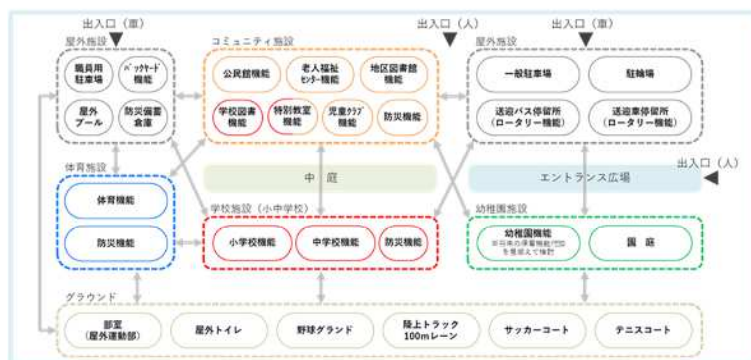 出入口（車）
出入口（人）
出入口（車）
屋外施設
コミュニティ施設
屋外施設
職員用
駐車場
バックヤード
機能
屋外
プール
防災備蓄
倉庫
公民館機能
老人福祉
センター機能
地区図書館
機能
学校図書
機能
特別教室
機能
児童クラブ
機能
防災機能
一般駐車場
駐輪場
送迎バス停留所
（ロータリー機能）
送迎車停留所
（ロータリー機能）
出入口（人）
体育施設
中 庭
エントランス広場
体育機能
防災機能
学校施設（小中学校）
小学校機能
中学校機能
防災機能
幼稚園施設
幼稚園機能
園 庭
グラウンド
部室
（屋外運動部）
屋外トイレ
野球グランド
陸上トラック
100mレーン
サッカーコート
テニスコート